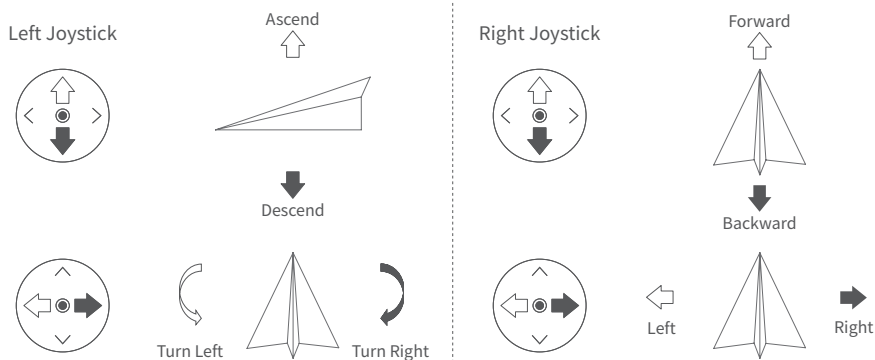 Left Joystick
Ascend
Descend
Turn Left
Turn Right
Right Joystick
Forward
Backward
Left
Right